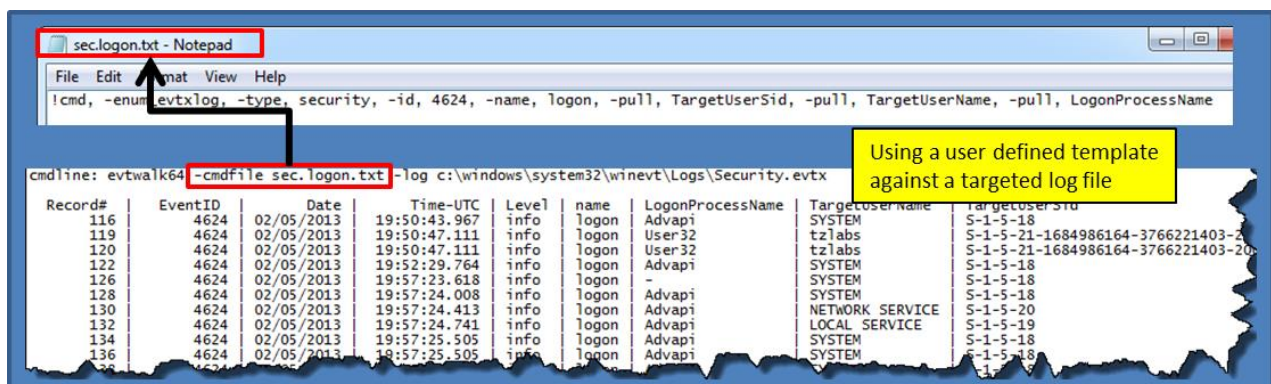 sec.logon.txt - Notepad
File Edit Format View Help
!cmd, -enum_evtxlog, -type, security, -id, 4624, -name, logon, -pull, TargetUserSid, -pull, TargetUserName, -pull, LogonProcessName
Using a user defined template
against a targeted log file
cmdline: evtwalk64 -cmdfile sec.logon.txt -log c:\windows\system32\winevt\Logs\Security.evtx
Record# | EventID | Date | Time-UTC | Level | name | LogonProcessName | TargetUserName | TargetUserSid
116 | 4624 | 02/05/2013 | 19:50:43.967 | info | logon | Advapi | SYSTEM | S-1-5-18
119 | 4624 | 02/05/2013 | 19:50:47.111 | info | logon | User32 | tzlabs | S-1-5-21-1684986164-3766221403-2
120 | 4624 | 02/05/2013 | 19:50:47.111 | info | logon | User32 | tzlabs | S-1-5-21-1684986164-3766221403-20
122 | 4624 | 02/05/2013 | 19:52:29.764 | info | logon | Advapi | SYSTEM | S-1-5-18
126 | 4624 | 02/05/2013 | 19:57:23.618 | info | logon | - | SYSTEM | S-1-5-18
128 | 4624 | 02/05/2013 | 19:57:24.008 | info | logon | Advapi | SYSTEM | S-1-5-18
130 | 4624 | 02/05/2013 | 19:57:24.413 | info | logon | Advapi | NETWORK SERVICE | S-1-5-20
132 | 4624 | 02/05/2013 | 19:57:24.741 | info | logon | Advapi | LOCAL SERVICE | S-1-5-19
134 | 4624 | 02/05/2013 | 19:57:25.505 | info | logon | Advapi | SYSTEM | S-1-5-18
136 | 4624 | 02/05/2013 | 19:57:25.505 | info | logon | Advapi | SYSTEM | S-1-5-18